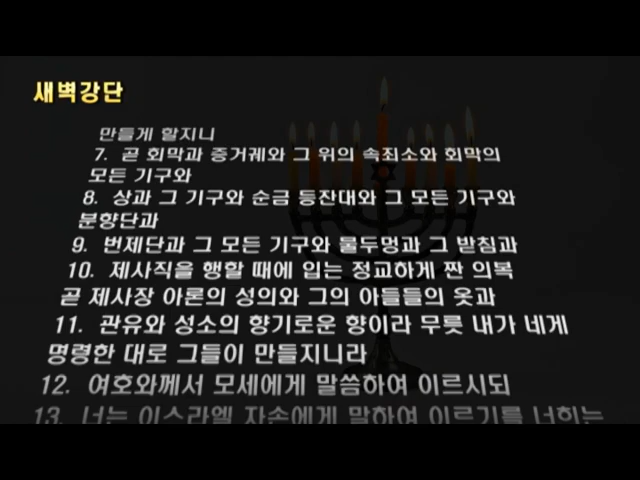 새벽강단
만들게 할지니
7. 곧 회막과 증거궤와 그 위의 속죄소와 회막의
모든 기구와
8. 상과 그 기구와 순금 등잔대와 그 모든 기구와
분향단과
9. 번제단과 그 모든 기구와 물두멍과 그 받침과
10. 제사직을 행할 때에 입는 정교하게 짠 의복
곧 제사장 아론의 성의와 그의 아들들의 옷과
11. 관유와 성소의 향기로운 향이라 무릇 내가 네게
명령한 대로 그들이 만들지니라
12. 여호와께서 모세에게 말씀하여 이르시되
13. 너는 이스라엘 자손에게 말하여 이르기를 너희는